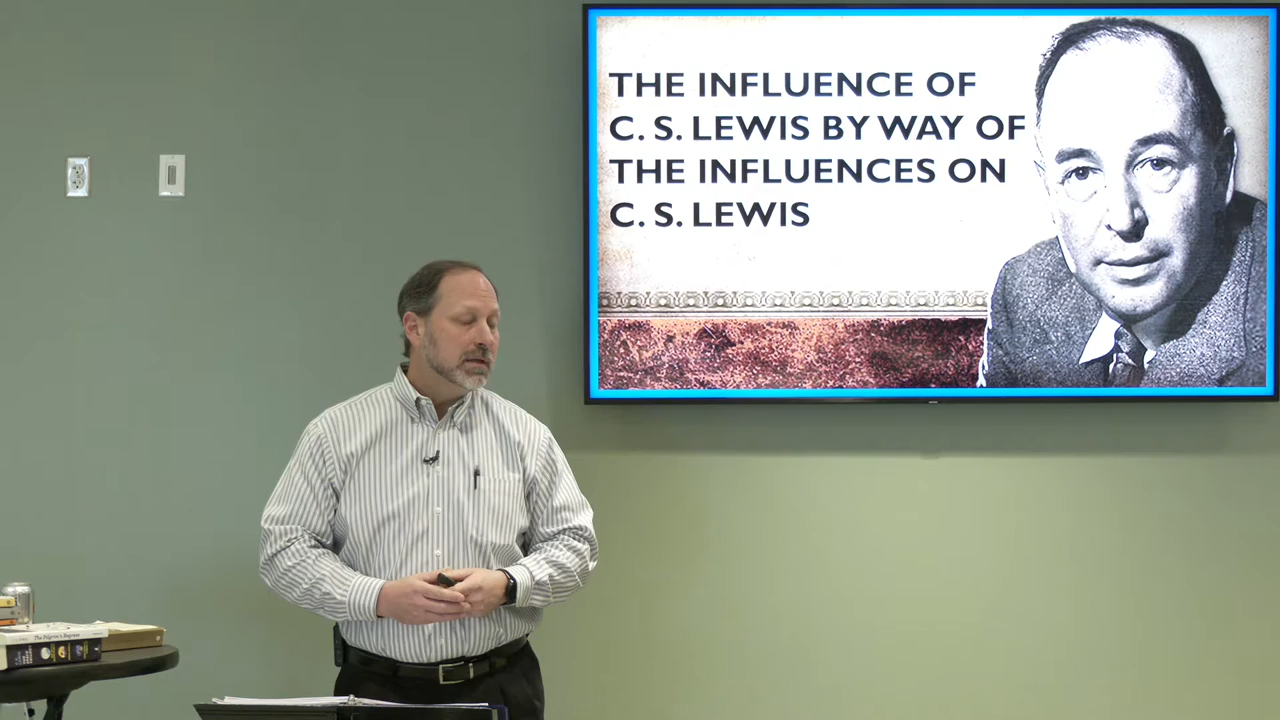 THE INFLUENCE OF
C. S. LEWIS BY WAY OF
THE INFLUENCES ON
C. S. LEWIS
The Pilgrim's Regress